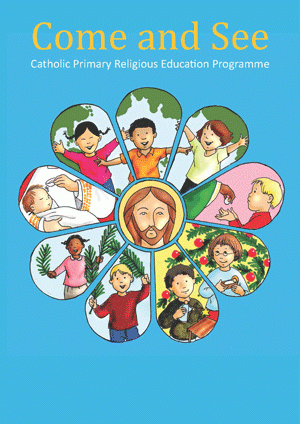 Come and See
Catholic Primary Religious Education Programme